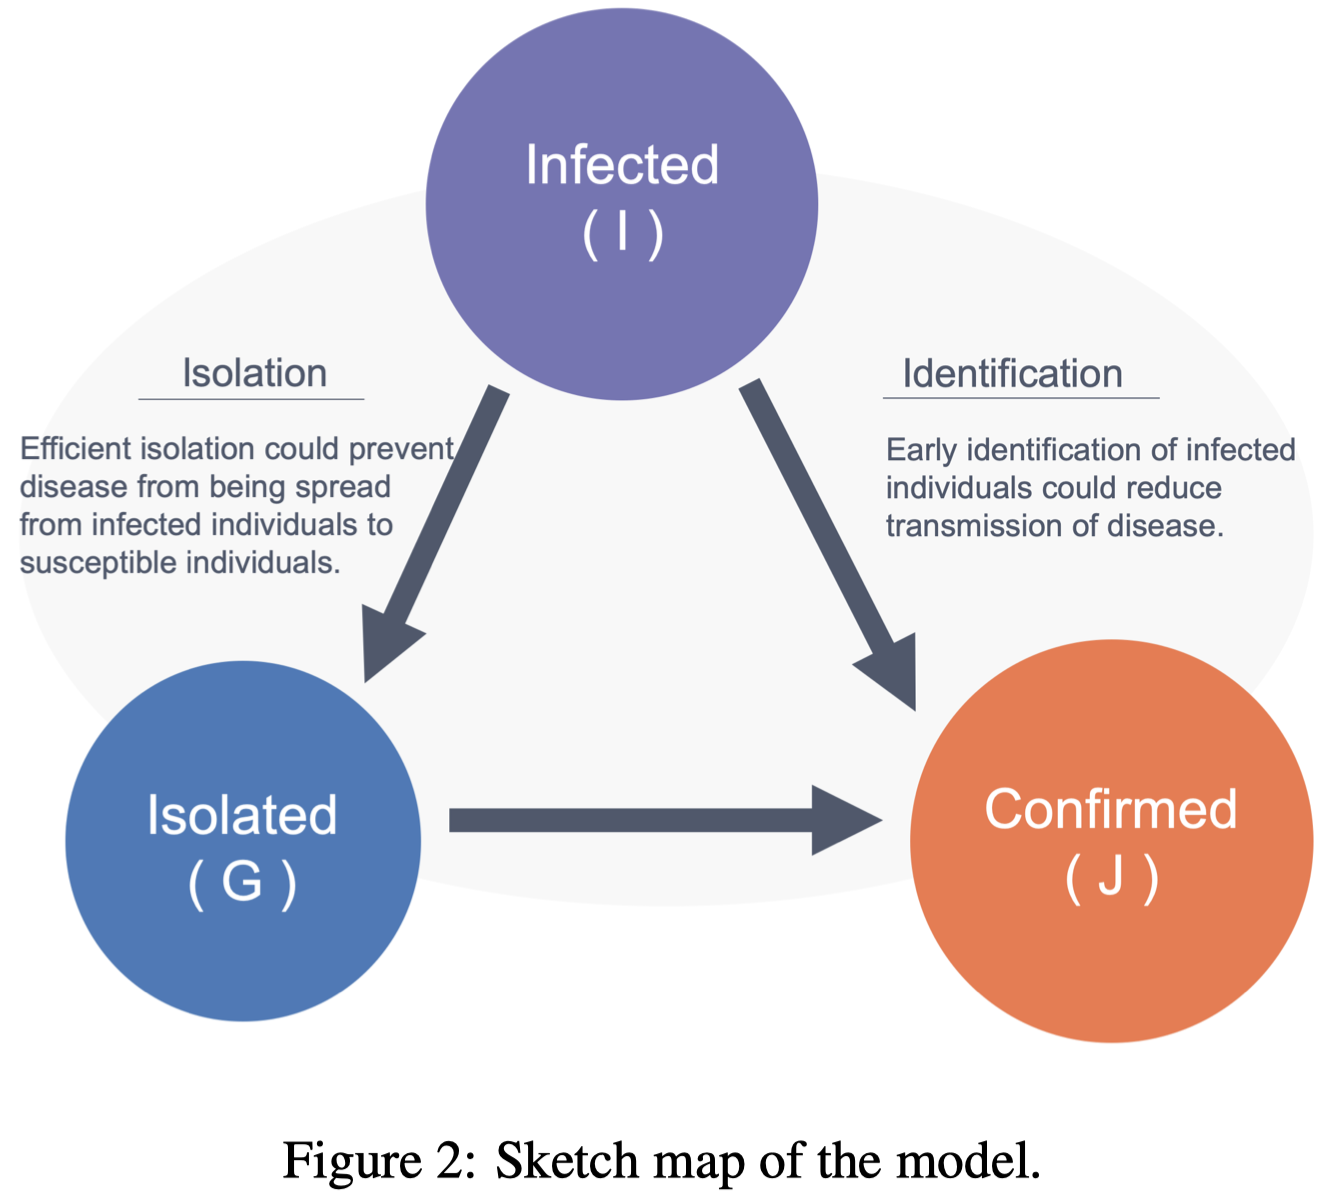 Infected
( I )
Isolation
Efficient isolation could prevent
disease from being spread
from infected individuals to
susceptible individuals.
Identification
Early identification of infected
individuals could reduce
transmission of disease.
Isolated
( G )
Confirmed
( J )
Figure 2: Sketch map of the model.